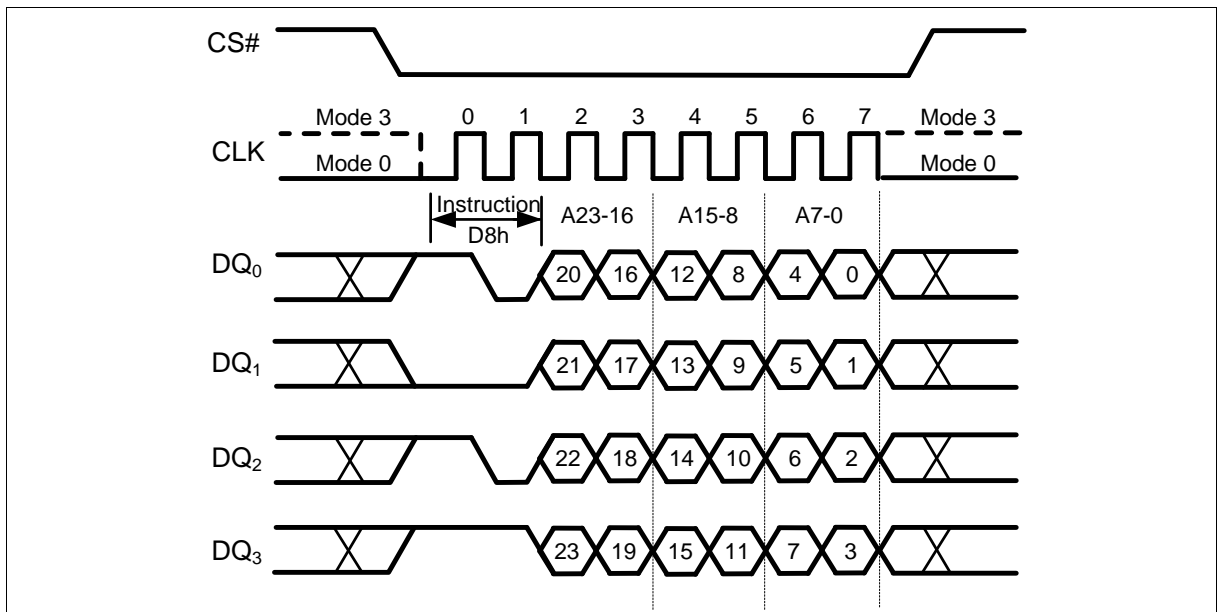 CS#
Mode 3 0 1 2 3 4 5 6 7 Mode 3
CLK
Mode 0 Mode 0
Instruction A23-16 A15-8 A7-0
D8h
DQ0 20 16 12 8 4 0
DQ1 21 17 13 9 5 1
DQ2 22 18 14 10 6 2
DQ3 23 19 15 11 7 3